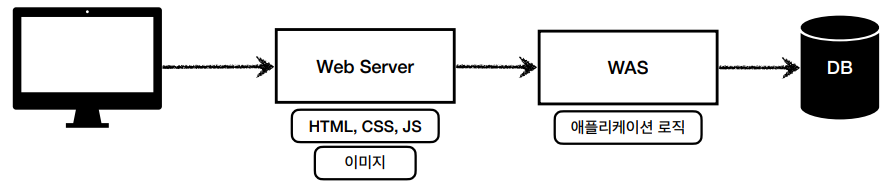 Web Server
HTML, CSS, JS
이미지
WAS
애플리케이션 로직
DB